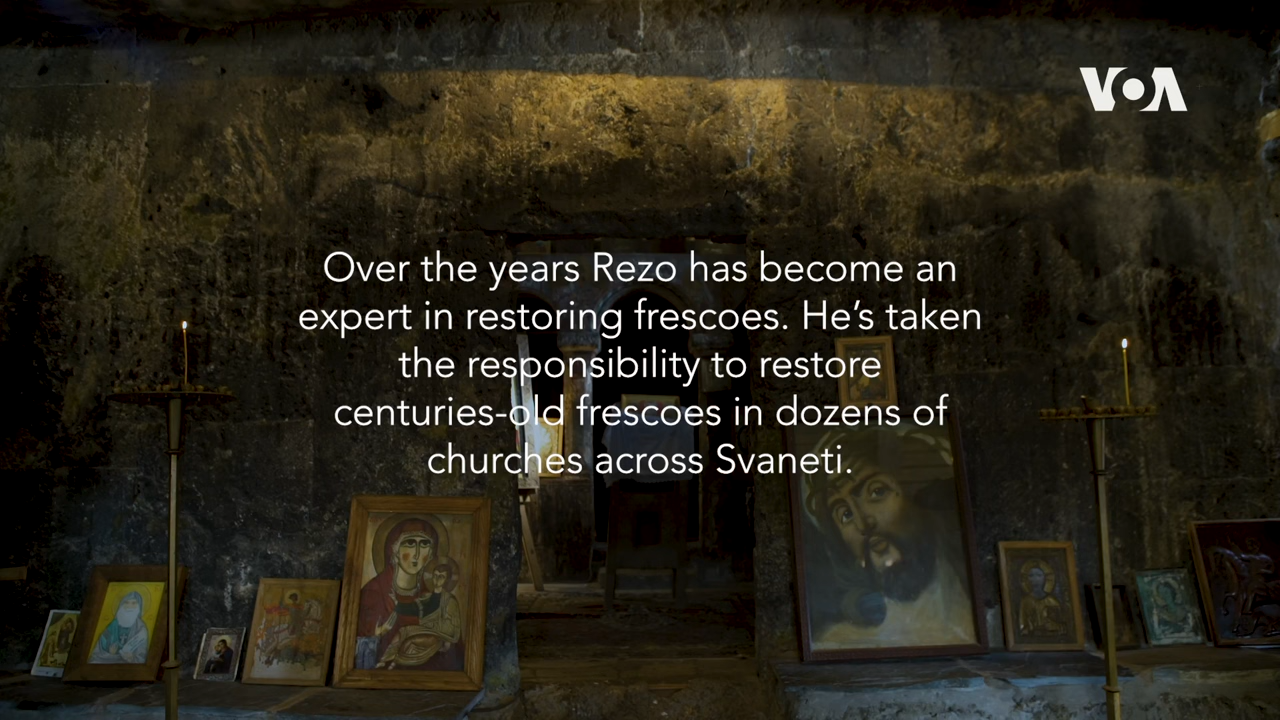 VOA
Over the years Rezo has become an
expert in restoring frescoes. He’s taken
the responsibility to restore
centuries-old frescoes in dozens of
churches across Svaneti.